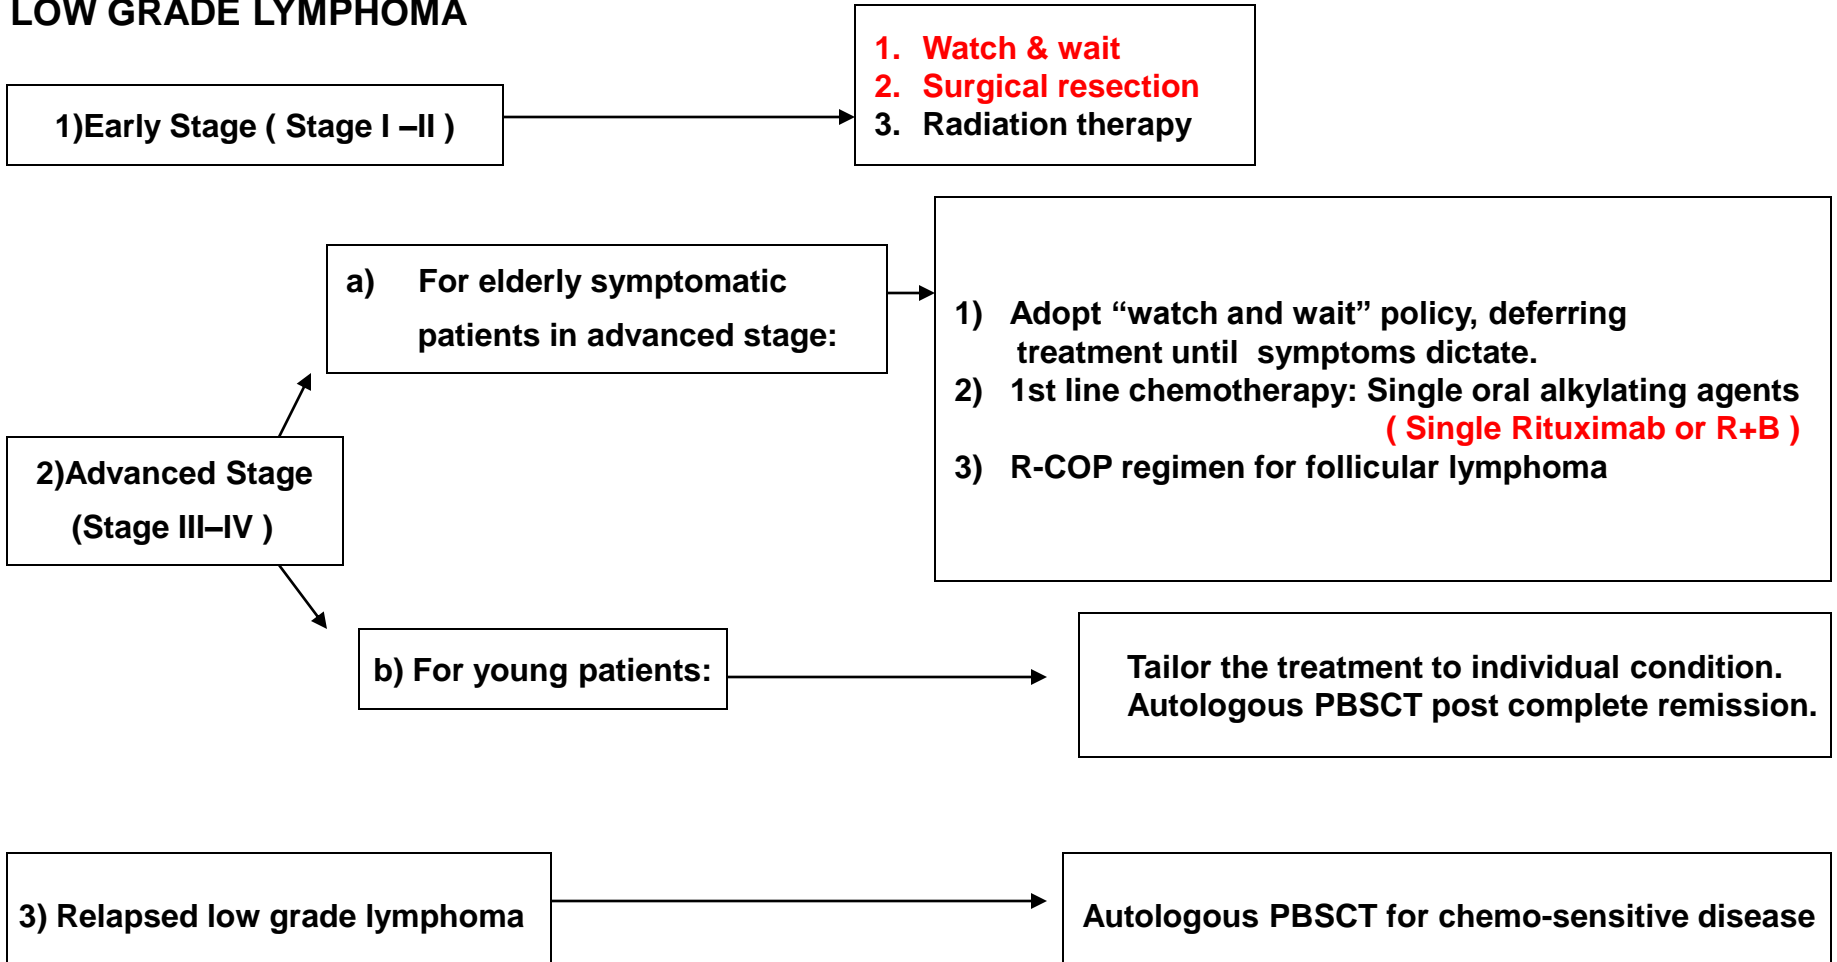 LOW GRADE LYMPHOMA
1. Watch & wait
2. Surgical resection
3. Radiation therapy
1)Early Stage ( Stage I –II )
a) For elderly symptomatic
patients in advanced stage:
1) Adopt “watch and wait” policy, deferring
treatment until symptoms dictate.
2) 1st line chemotherapy: Single oral alkylating agents
( Single Rituximab or R+B )
3) R-COP regimen for follicular lymphoma
2)Advanced Stage
(Stage III–IV )
b) For young patients:
Tailor the treatment to individual condition.
Autologous PBSCT post complete remission.
3) Relapsed low grade lymphoma
Autologous PBSCT for chemo-sensitive disease